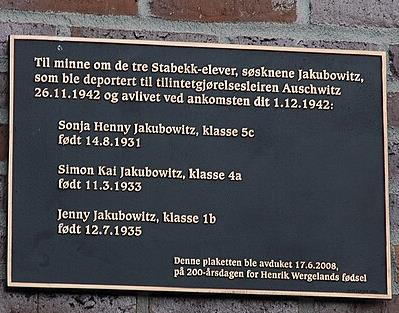 Til minne om de tre Stabekk-elever, søsknene Jakubowitz,
som ble deportert til tilintetgjørelsesleiren Auschwitz
26.11.1942 og avlivet ved ankomsten dit 1.12.1942:
Sonja Henny Jakubowitz, klasse 5c
født 14.8.1931
Simon Kai Jakubowitz, klasse 4a
født 11.3.1933
Jenny Jakubowitz, klasse 1b
født 12.7.1935
Denne plaketten ble avduket 17.6.2008,
på 200-årsdagen for Henrik Wergelands fødsel